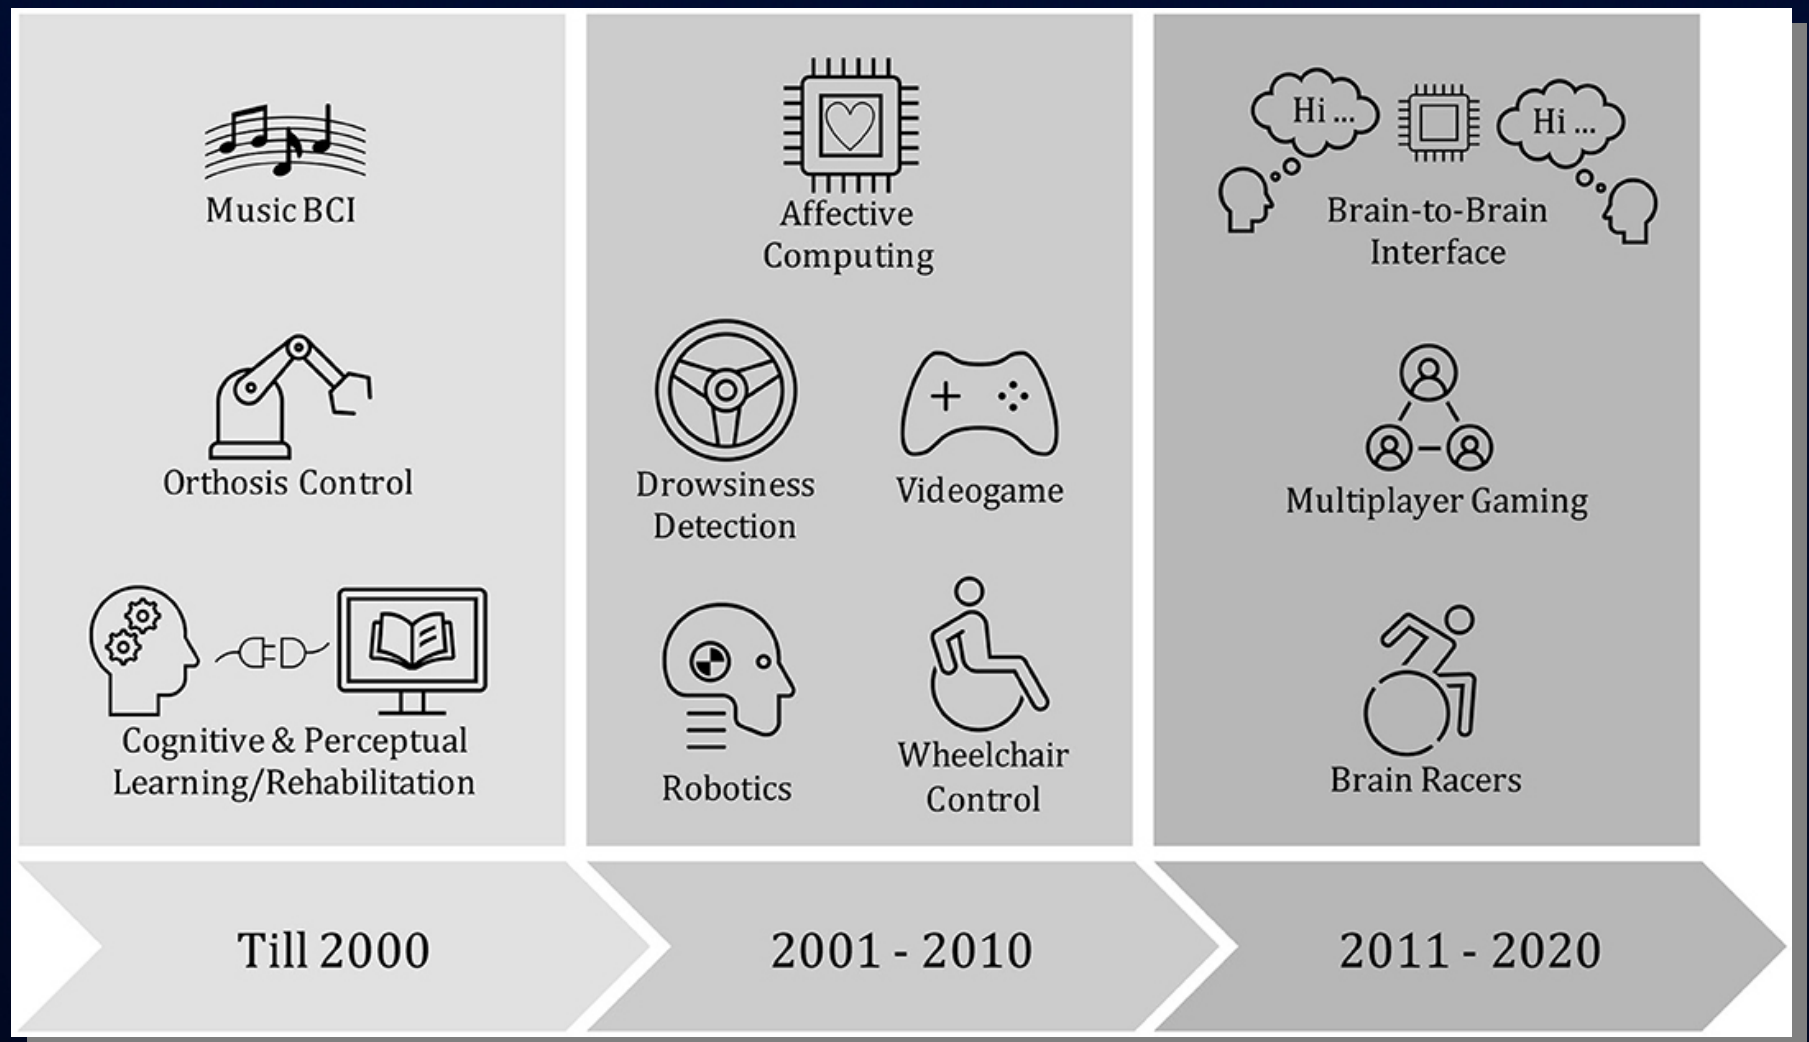 Music BCI
Orthosis Control
Cognitive & Perceptual
Learning/Rehabilitation
Affective
Computing
Drowsiness
Detection
Videogame
Robotics
Wheelchair
Control
Hi ...
Hi ...
Brain-to-Brain
Interface
Multiplayer Gaming
Brain Racers
Till 2000
2001 - 2010
2011 - 2020